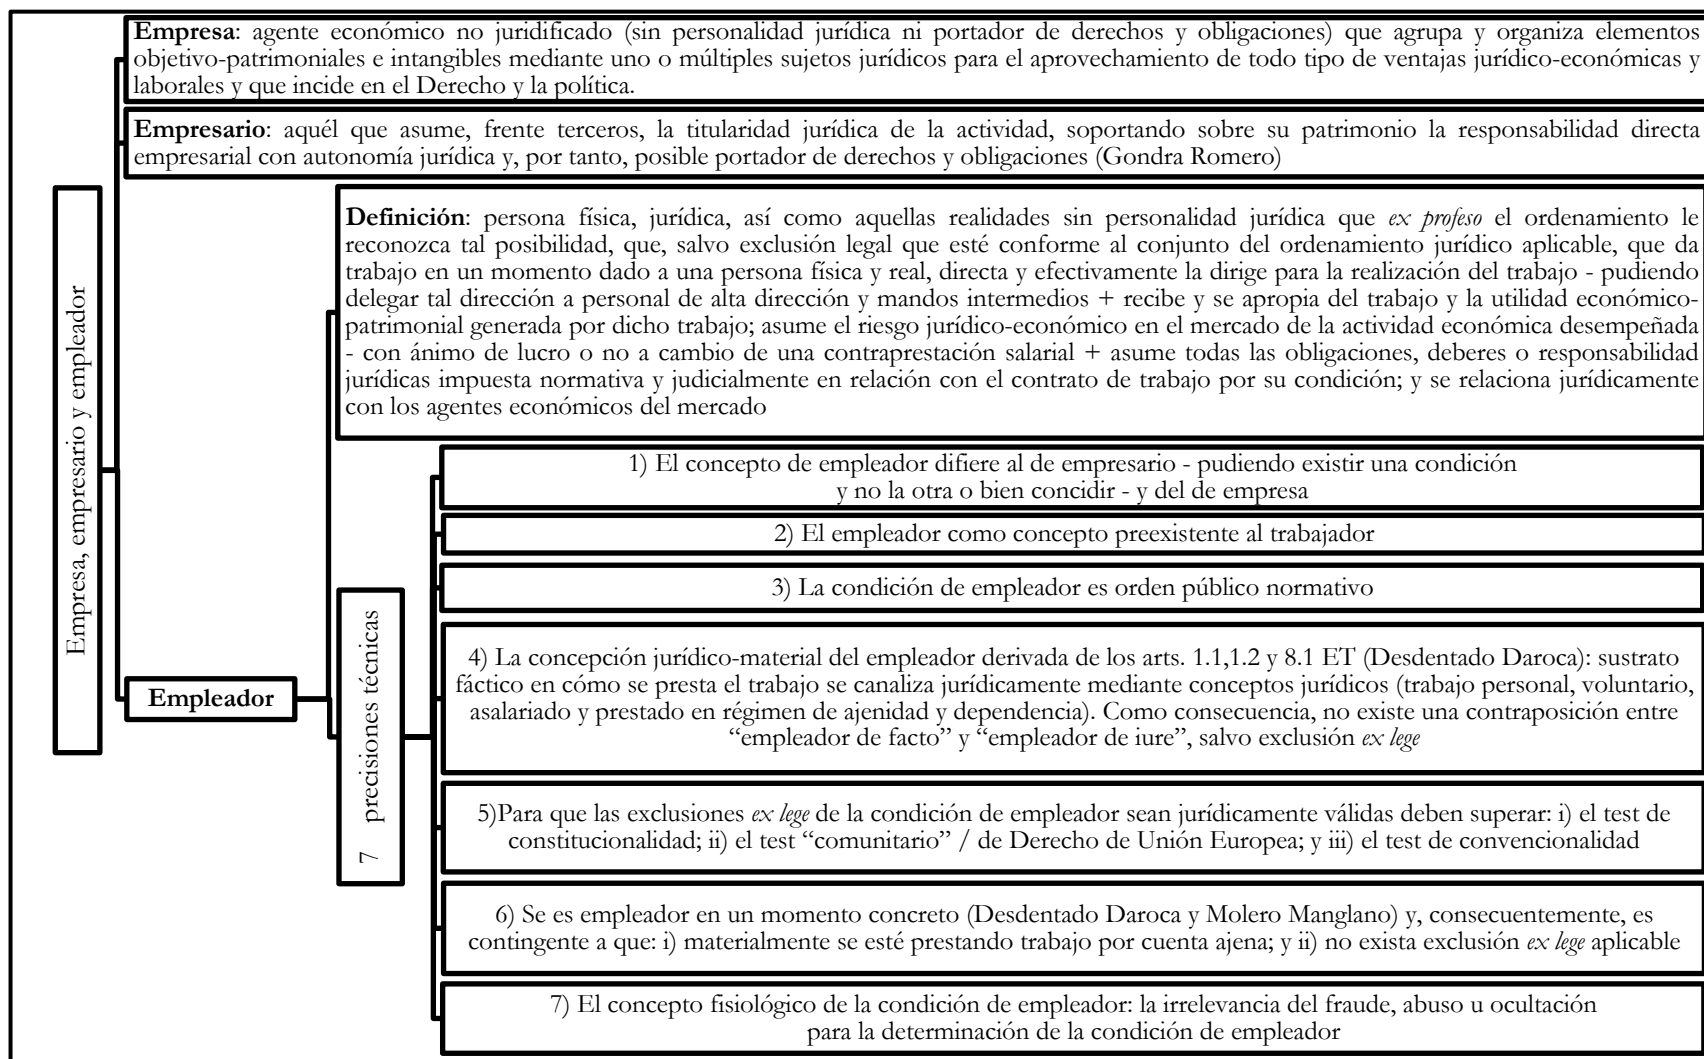 Empresa, empresario y empleador
Empresa: agente económico no juridificado (sin personalidad jurídica ni portador de derechos y obligaciones) que agrupa y organiza elementos
objetivo-patrimoniales e intangibles mediante uno o múltiples sujetos jurídicos para el aprovechamiento de todo tipo de ventajas jurídico-económicas y
laborales y que incide en el Derecho y la política.
Empresario: aquél que asume, frente terceros, la titularidad jurídica de la actividad, soportando sobre su patrimonio la responsabilidad directa
empresarial con autonomía jurídica y, por tanto, posible portador de derechos y obligaciones (Gondra Romero)
Empleador
Definición: persona física, jurídica, así como aquellas realidades sin personalidad jurídica que ex profeso el ordenamiento le
reconozca tal posibilidad, que, salvo exclusión legal que esté conforme al conjunto del ordenamiento jurídico aplicable, que da
trabajo en un momento dado a una persona física y real, directa y efectivamente la dirige para la realización del trabajo - pudiendo
delegar tal dirección a personal de alta dirección y mandos intermedios + recibe y se apropia del trabajo y la utilidad económico-
patrimonial generada por dicho trabajo; asume el riesgo jurídico-económico en el mercado de la actividad económica desempeñada
- con ánimo de lucro o no a cambio de una contraprestación salarial + asume todas las obligaciones, deberes o responsabilidad
jurídicas impuesta normativa y judicialmente en relación con el contrato de trabajo por su condición; y se relaciona jurídicamente
con los agentes económicos del mercado
7 precisiones técnicas
1) El concepto de empleador difiere al de empresario - pudiendo existir una condición
y no la otra o bien concidir - y del de empresa
2) El empleador como concepto preexistente al trabajador
3) La condición de empleador es orden público normativo
4) La concepción jurídico-material del empleador derivada de los arts. 1.1,1.2 y 8.1 ET (Desdentado Daroca): sustrato
fáctico en cómo se presta el trabajo se canaliza jurídicamente mediante conceptos jurídicos (trabajo personal, voluntario,
asalariado y prestado en régimen de ajenidad y dependencia). Como consecuencia, no existe una contraposición entre
“empleador de facto” y “empleador de iure”, salvo exclusión ex lege
5)Para que las exclusiones ex lege de la condición de empleador sean jurídicamente válidas deben superar: i) el test de
constitucionalidad; ii) el test “comunitario” / de Derecho de Unión Europea; y iii) el test de convencionalidad
6) Se es empleador en un momento concreto (Desdentado Daroca y Molero Manglano) y, consecuentemente, es
contingente a que: i) materialmente se esté prestando trabajo por cuenta ajena; y ii) no exista exclusión ex lege aplicable
7) El concepto fisiológico de la condición de empleador: la irrelevancia del fraude, abuso u ocultación
para la determinación de la condición de empleador